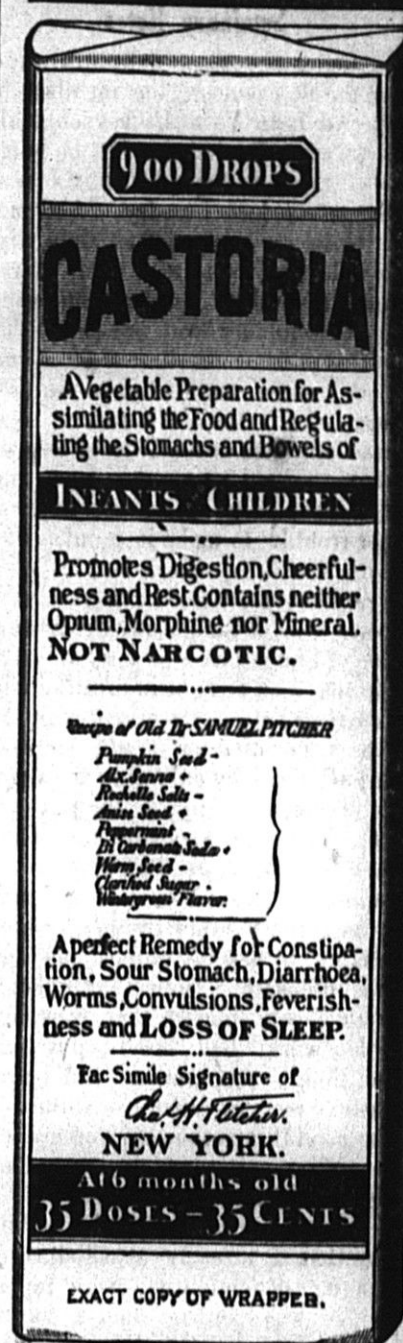 900 DROPS
CASTORIA
A Vegetable Preparation for As-
similating the Food and Regula-
ting the Stomachs and Bowels of
INFANTS CHILDREN
Promotes Digestion, Cheerful-
ness and Rest. Contains neither
Opium, Morphine nor Mineral.
NOT NARCOTIC.
Recipe of Old Dr SAMUEL PITCHER
Pumpkin Seed -
Alx. Senna +
Rochelle Salts -
Anise Seed +
Peppermint -
Bi Carbonate Soda +
Worm Seed -
Clarified Sugar .
Wintergreen Flavor.
A perfect Remedy for Constipa-
tion, Sour Stomach, Diarrhoea,
Worms, Convulsions, Feverish-
ness and LOSS OF SLEEP.
Fac Simile Signature of
Chas. H. Fletcher.
NEW YORK.
At 6 months old
35 DOSES - 35 CENTS
EXACT COPY OF WRAPPER.